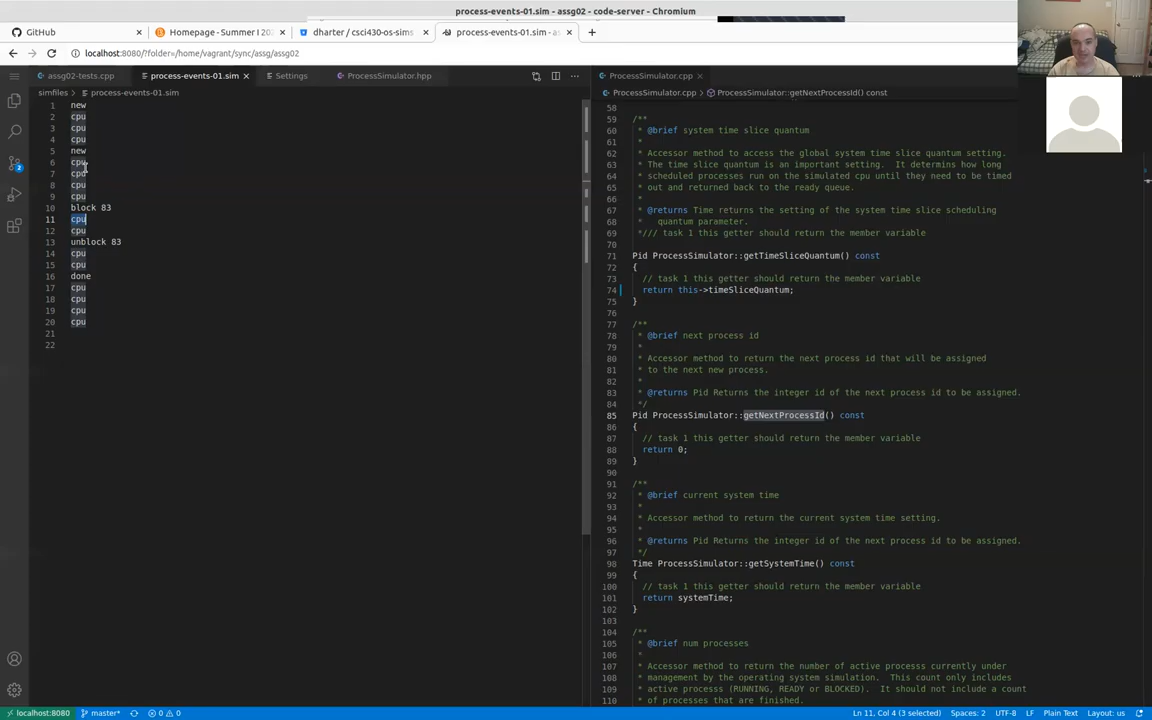 process-events-01.sim - assg02 - code-server - Chromium
GitHub × Homepage - Summer I 202 × dharter / csci430-os-sims × process-events-01.sim - as × +
localhost:8080/?folder=/home/vagrant/sync/assg/assg02
assg02-tests.cpp process-events-01.sim × Settings ProcessSimulator.hpp ··· ProcessSimulator.cpp ×
simfiles > process-events-01.sim
1 new
2 cpu
3 cpu
4 cpu
5 new
6 cpu
7 cpu
8 cpu
9 cpu
10 block 83
11 cpu
12 cpu
13 unblock 83
14 cpu
15 cpu
16 done
17 cpu
18 cpu
19 cpu
20 cpu
21
22
ProcessSimulator.cpp > ProcessSimulator::getNextProcessId() const
58
59 /**
60 * @brief system time slice quantum
61 *
62 * Accessor method to access the global system time slice quantum setting.
63 * The time slice quantum is an important setting. It determins how long
64 * scheduled processes run on the simulated cpu until they need to be timed
65 * out and returned back to the ready queue.
66 *
67 * @returns Time returns the setting of the system time slice scheduling
68 * quantum parameter.
69 */// task 1 this getter should return the member variable
70
71 Pid ProcessSimulator::getTimeSliceQuantum() const
72 {
73 // task 1 this getter should return the member variable
74 return this->timeSliceQuantum;
75 }
76
77 /**
78 * @brief next process id
79 *
80 * Accessor method to return the next process id that will be assigned
81 to the next new process.
82 *
83 * @returns Pid Returns the integer id of the next process id to be assigned.
84 */
85 Pid ProcessSimulator::getNextProcessId() const
86 {
87 // task 1 this getter should return the member variable
88 return 0;
89 }
90
91 /**
92 * @brief current system time
93 *
94 * Accessor method to return the current system time setting.
95 *
96 * @returns Pid Returns the integer id of the next process id to be assigned.
97 */
98 Time ProcessSimulator::getSystemTime() const
99 {
100 // task 1 this getter should return the member variable
101 return systemTime;
102 }
103
104 /**
105 * @brief num processes
106 *
107 * Accessor method to return the number of active processs currently under
108 * management by the operating system simulation. This count only includes
109 * active processs (RUNNING, READY or BLOCKED). It should not include a count
110 * of processes that are finished.
2
localhost:8080 master* 0 0 Ln 11, Col 4 (3 selected) Spaces: 2 UTF-8 LF Plain Text Layout: us